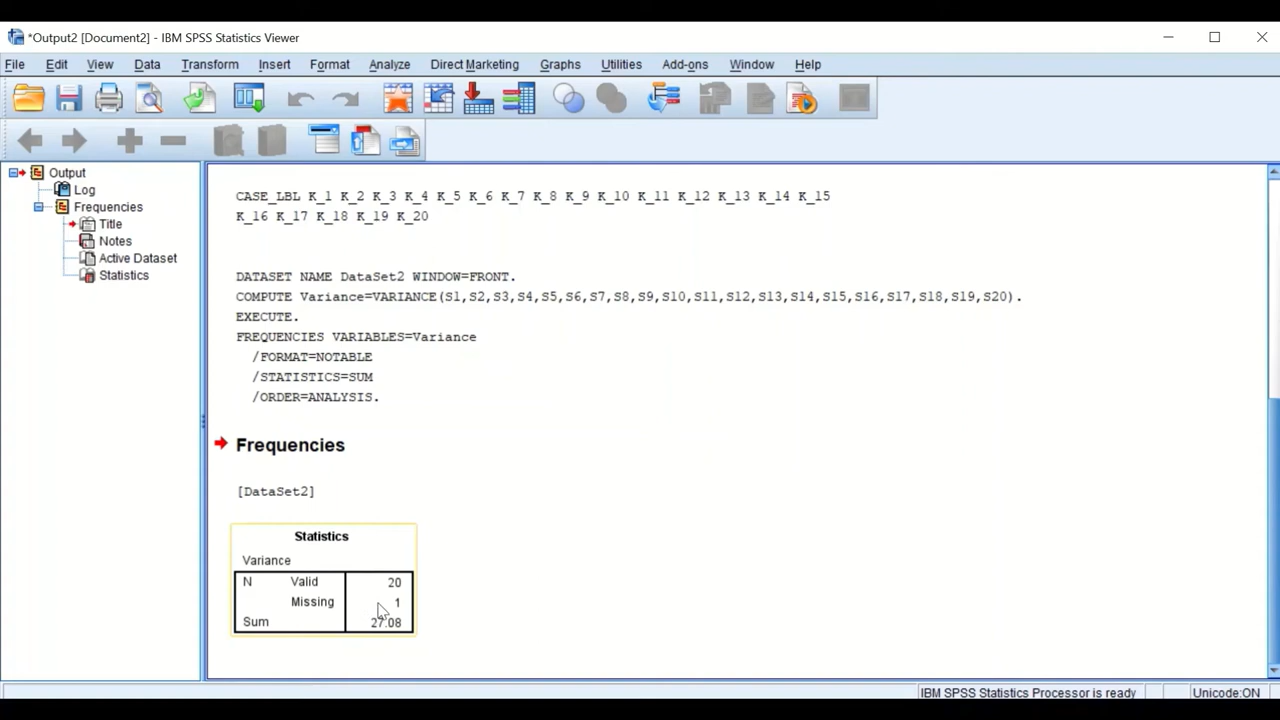 *Output2 [Document2] - IBM SPSS Statistics Viewer
File Edit View Data Transform Insert Format Analyze Direct Marketing Graphs Utilities Add-ons Window Help
Output
Log
Frequencies
Title
Notes
Active Dataset
Statistics
CASE_LBL K_1 K_2 K_3 K_4 K_5 K_6 K_7 K_8 K_9 K_10 K_11 K_12 K_13 K_14 K_15
K_16 K_17 K_18 K_19 K_20
DATASET NAME DataSet2 WINDOW=FRONT.
COMPUTE Variance=VARIANCE(S1,S2,S3,S4,S5,S6,S7,S8,S9,S10,S11,S12,S13,S14,S15,S16,S17,S18,S19,S20).
EXECUTE.
FREQUENCIES VARIABLES=Variance
/FORMAT=NOTABLE
/STATISTICS=SUM
/ORDER=ANALYSIS.
Frequencies
[DataSet2]
Statistics
Variance
N Valid 20
Missing 1
Sum 27.08
IBM SPSS Statistics Processor is ready Unicode:ON